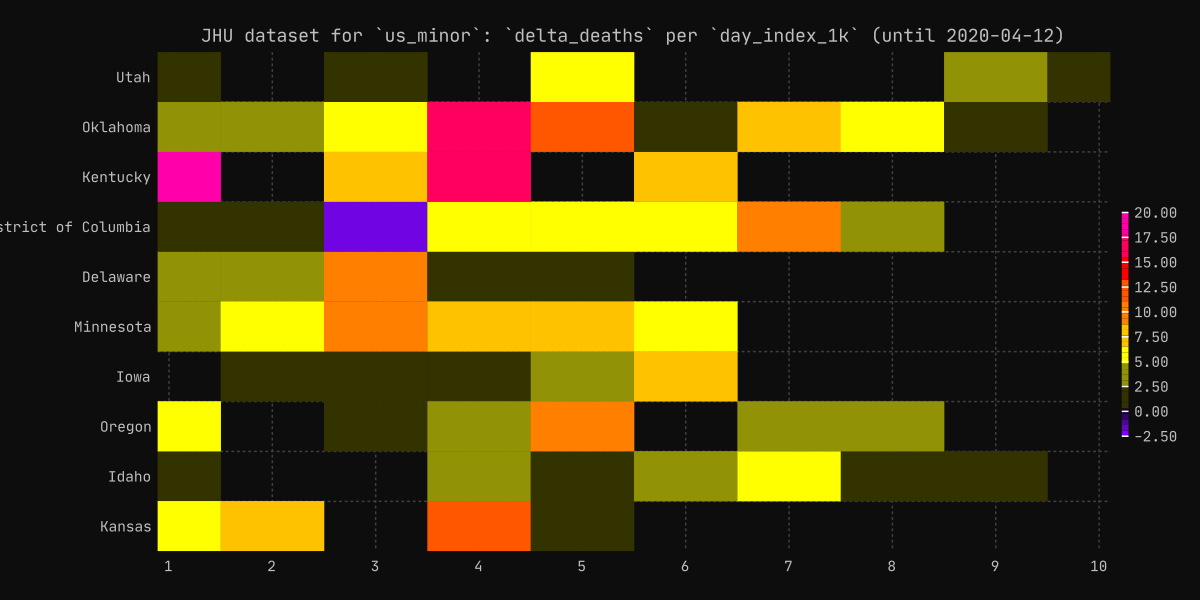 JHU dataset for `us_minor`: `delta_deaths` per `day_index_1k` (until 2020-04-12)
Utah
Oklahoma
Kentucky
strict of Columbia
Delaware
Minnesota
Iowa
Oregon
Idaho
Kansas
1 2 3 4 5 6 7 8 9 10
20.00
17.50
15.00
12.50
10.00
7.50
5.00
2.50
0.00
-2.50